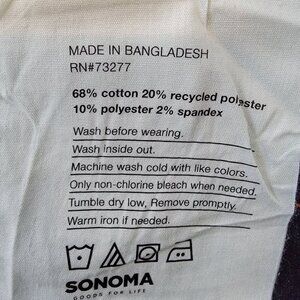 MADE IN BANGLADESH
RN#73277
68% cotton 20% recycled polyester
10% polyester 2% spandex
Wash before wearing.
Wash inside out.
Machine wash cold with like colors.
Only non-chlorine bleach when needed.
Tumble dry low, Remove promptly.
Warm iron if needed.
SONOMA
GOODS FOR LIFE